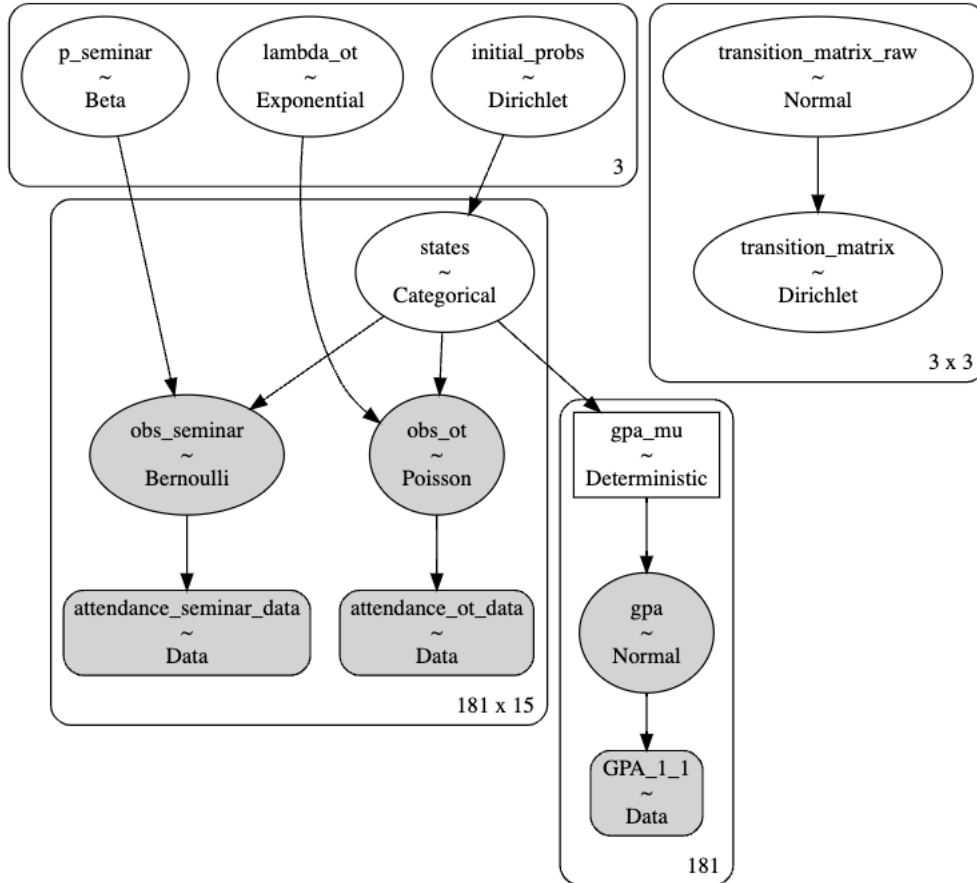 p_seminar
~
Beta
lambda_ot
~
Exponential
initial_probs
~
Dirichlet
3
transition_matrix_raw
~
Normal
transition_matrix
~
Dirichlet
3 x 3
states
~
Categorical
obs_seminar
~
Bernoulli
obs_ot
~
Poisson
attendance_seminar_data
~
Data
attendance_ot_data
~
Data
181 x 15
gpa_mu
~
Deterministic
gpa
~
Normal
GPA_1_1
~
Data
181